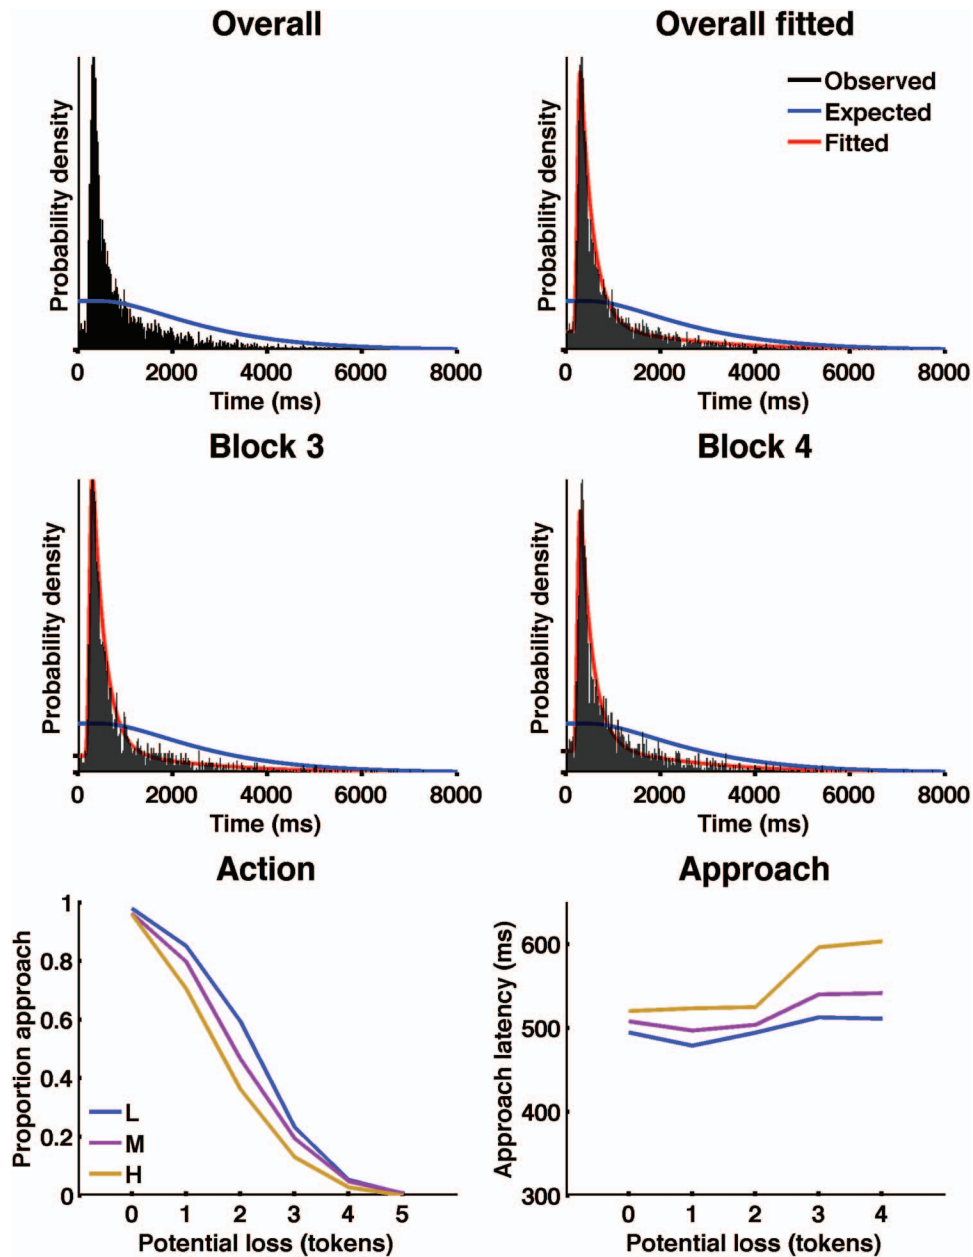 Overall
Probability density
0 2000 4000 6000 8000
Time (ms)
Overall fitted
Observed
Expected
Fitted
Probability density
0 2000 4000 6000 8000
Time (ms)
Block 3
Probability density
0 2000 4000 6000 8000
Time (ms)
Block 4
Probability density
0 2000 4000 6000 8000
Time (ms)
Action
Proportion approach
1
0.8
0.6
0.4
0.2
0
L
M
H
0 1 2 3 4 5
Potential loss (tokens)
Approach
Approach latency (ms)
600
500
400
300
0 1 2 3 4
Potential loss (tokens)